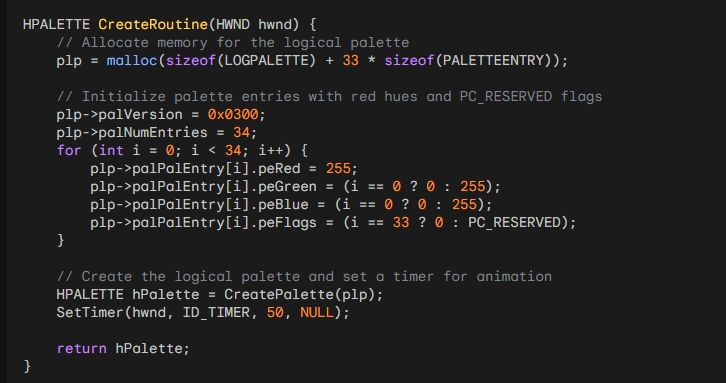 HPALETTE CreateRoutine(HWND hwnd) {
    // Allocate memory for the logical palette
    plp = malloc(sizeof(LOGPALETTE) + 33 * sizeof(PALETTEENTRY));

    // Initialize palette entries with red hues and PC_RESERVED flags
    plp->palVersion = 0x0300;
    plp->palNumEntries = 34;
    for (int i = 0; i < 34; i++) {
        plp->palPalEntry[i].peRed = 255;
        plp->palPalEntry[i].peGreen = (i == 0 ? 0 : 255);
        plp->palPalEntry[i].peBlue = (i == 0 ? 0 : 255);
        plp->palPalEntry[i].peFlags = (i == 33 ? 0 : PC_RESERVED);
    }

    // Create the logical palette and set a timer for animation
    HPALETTE hPalette = CreatePalette(plp);
    SetTimer(hwnd, ID_TIMER, 50, NULL);

    return hPalette;
}